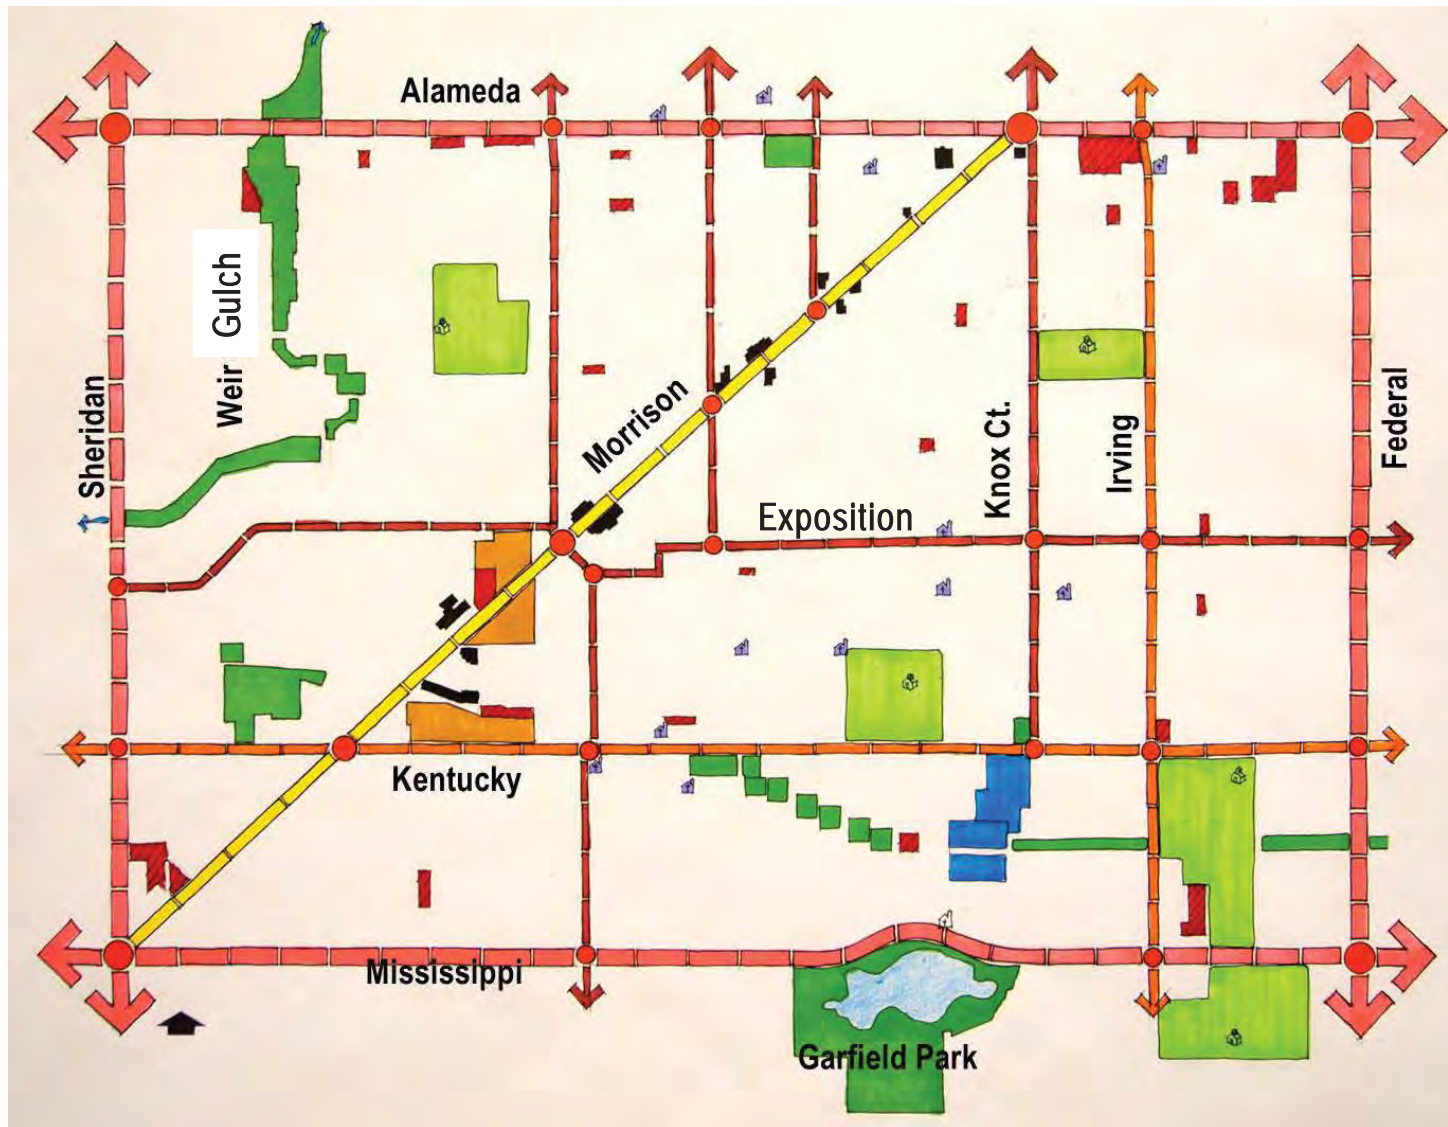 Alameda
Weir Gulch
Sheridan
Morrison
Knox Ct.
Irving
Federal
Exposition
Kentucky
Mississippi
Garfield Park